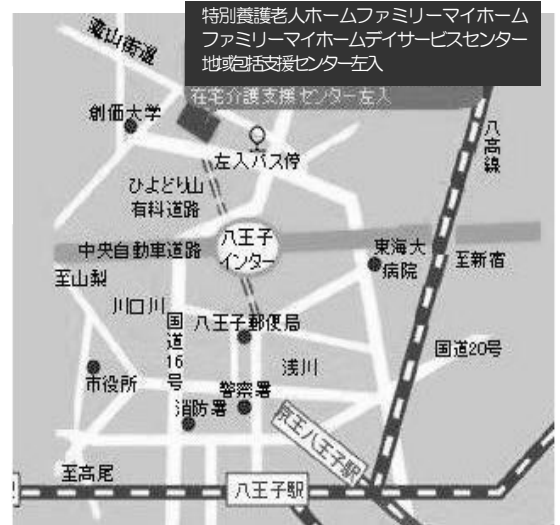 特別養護老人ホームファミリーマイホーム
ファミリーマイホームデイサービスセンター
地域包括支援センター左入
在宅介護支援センター左入
滝山街道
創価大学
左入バス停
八高線
ひよどり山
有料道路
八王子
インター
中央自動車道路
東海大
病院
至新宿
至山梨
川口川
国道16号
八王子郵便局
国道20号
浅川
市役所
警察署
消防署
京王八王子駅
至高尾
八王子駅